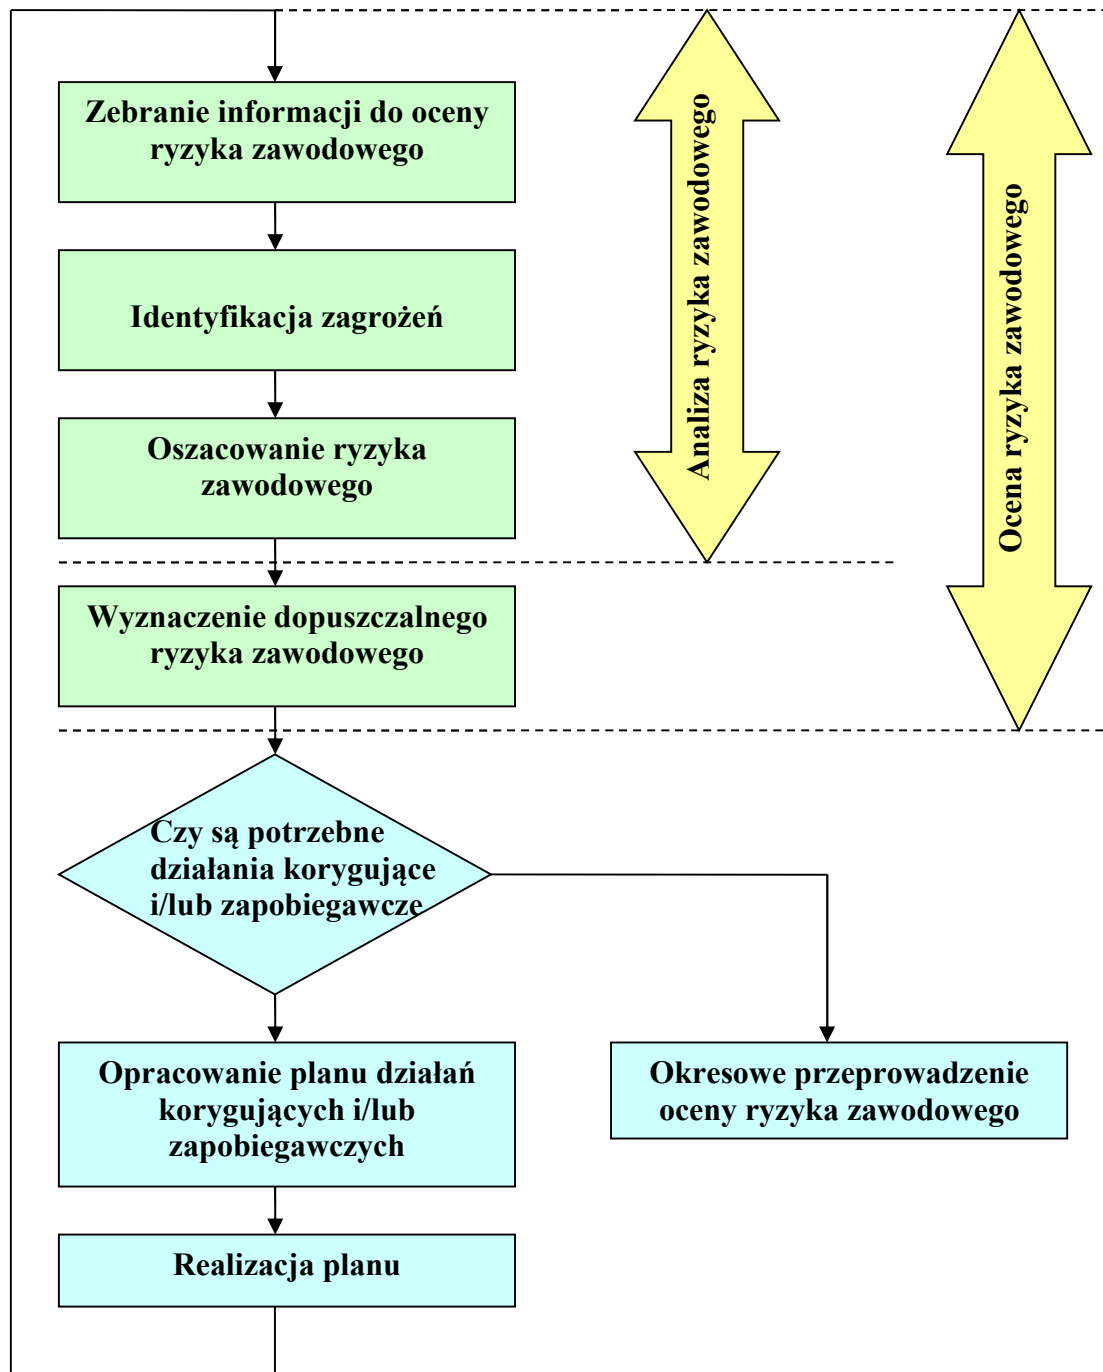 Zebranie informacji do oceny
ryzyka zawodowego
Identyfikacja zagrożeń
Oszacowanie ryzyka
zawodowego
Wyznaczenie dopuszczalnego
ryzyka zawodowego
Analiza ryzyka zawodowego
Ocena ryzyka zawodowego
Czy są potrzebne
działania korygujące
i/lub zapobiegawcze
Opracowanie planu działań
korygujących i/lub
zapobiegawczych
Okresowe przeprowadzenie
oceny ryzyka zawodowego
Realizacja planu